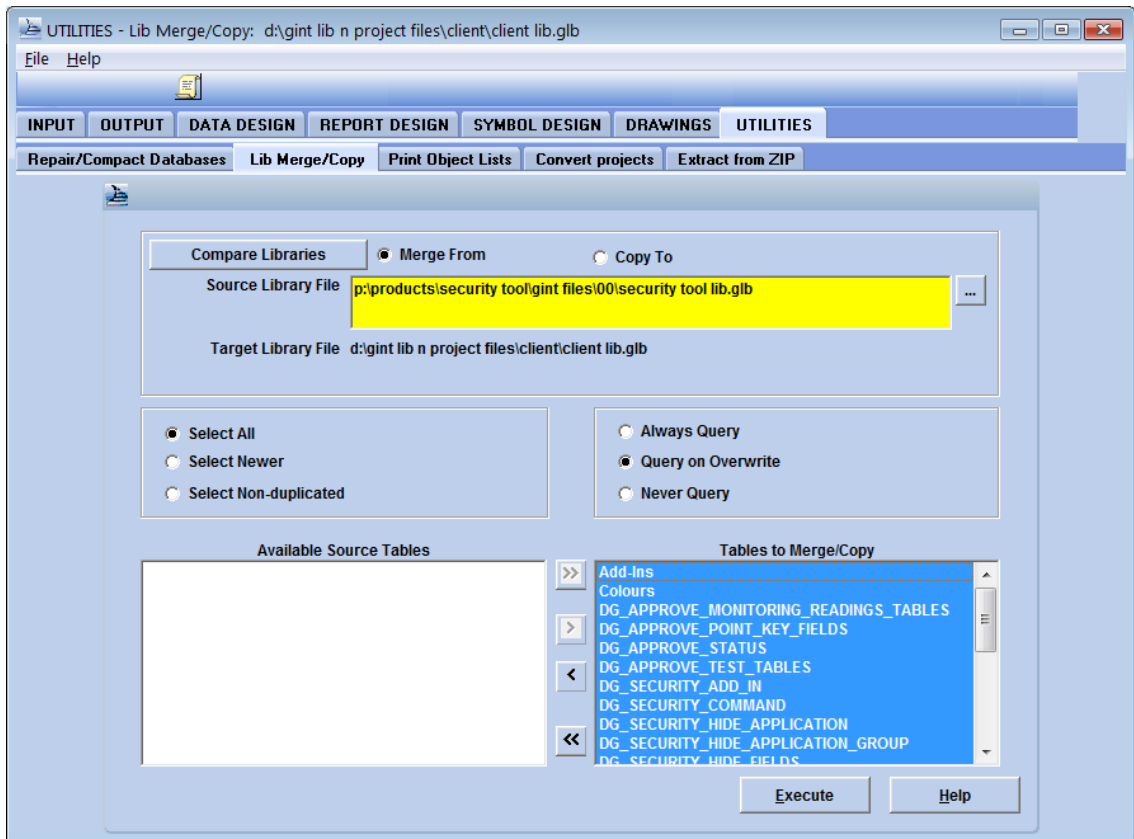 UTILITIES - Lib Merge/Copy: d:\gint lib n project files\client\client lib.glb
File Help
INPUT OUTPUT DATA DESIGN REPORT DESIGN SYMBOL DESIGN DRAWINGS UTILITIES
Repair/Compact Databases Lib Merge/Copy Print Object Lists Convert projects Extract from ZIP
Compare Libraries Merge From Copy To
Source Library File p:\products\security tool\gint files\00\security tool lib.glb ...
Target Library File d:\gint lib n project files\client\client lib.glb
Select All Always Query
Select Newer Query on Overwrite
Select Non-duplicated Never Query
Available Source Tables Tables to Merge/Copy
>> Add-Ins
Colours
DG_APPROVE_MONITORING_READINGS_TABLES
> DG_APPROVE_POINT_KEY_FIELDS
DG_APPROVE_STATUS
DG_APPROVE_TEST_TABLES
< DG_SECURITY_ADD_IN
DG_SECURITY_COMMAND
DG_SECURITY_HIDE_APPLICATION
<< DG_SECURITY_HIDE_APPLICATION_GROUP
DG_SECURITY_HIDE_FIELDS
Execute Help